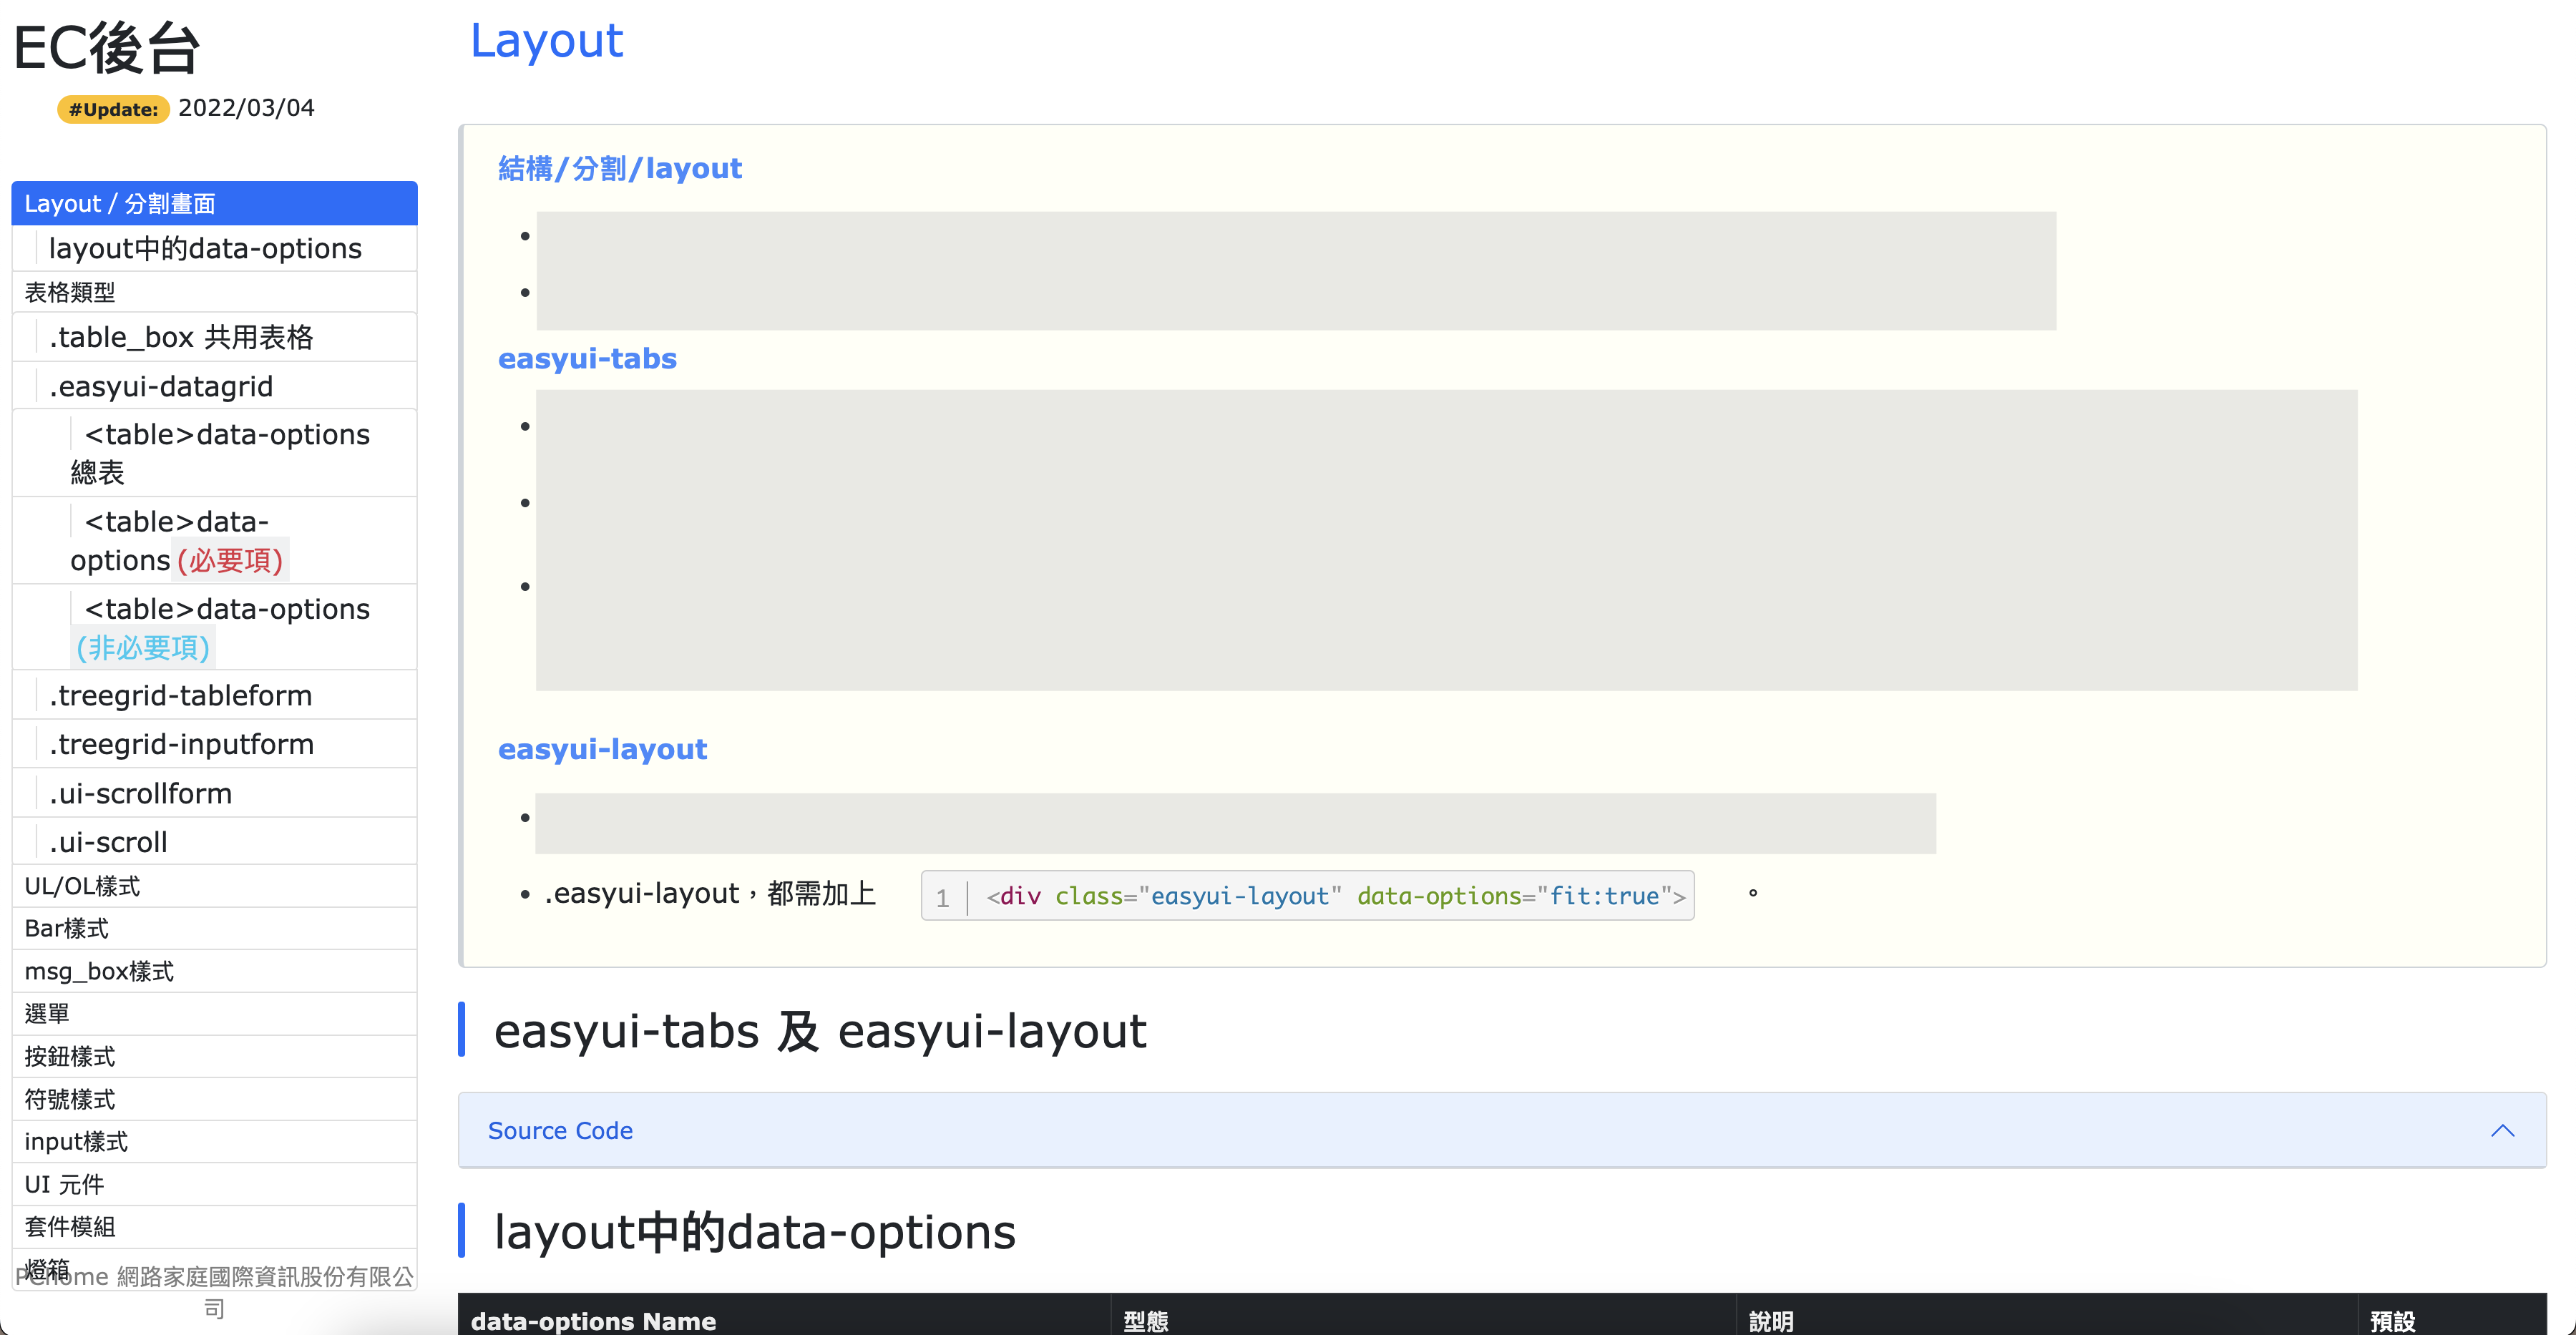 EC後台
#Update: 2022/03/04
Layout / 分割畫面
layout中的data-options
表格類型
.table_box 共用表格
.easyui-datagrid
<table>data-options
總表
<table>data-
options(必要項)
<table>data-options
(非必要項)
.treegrid-tableform
.treegrid-inputform
.ui-scrollform
.ui-scroll
UL/OL樣式
Bar樣式
msg_box樣式
選單
按鈕樣式
符號樣式
input樣式
UI 元件
套件模組
燈箱
PChome 網路家庭國際資訊股份有限公
司
Layout
結構/分割/layout
easyui-tabs
easyui-layout
.easyui-layout，都需加上 1 <div class="easyui-layout" data-options="fit:true"> 。
easyui-tabs 及 easyui-layout
Source Code
layout中的data-options
data-options Name 型態 說明 預設